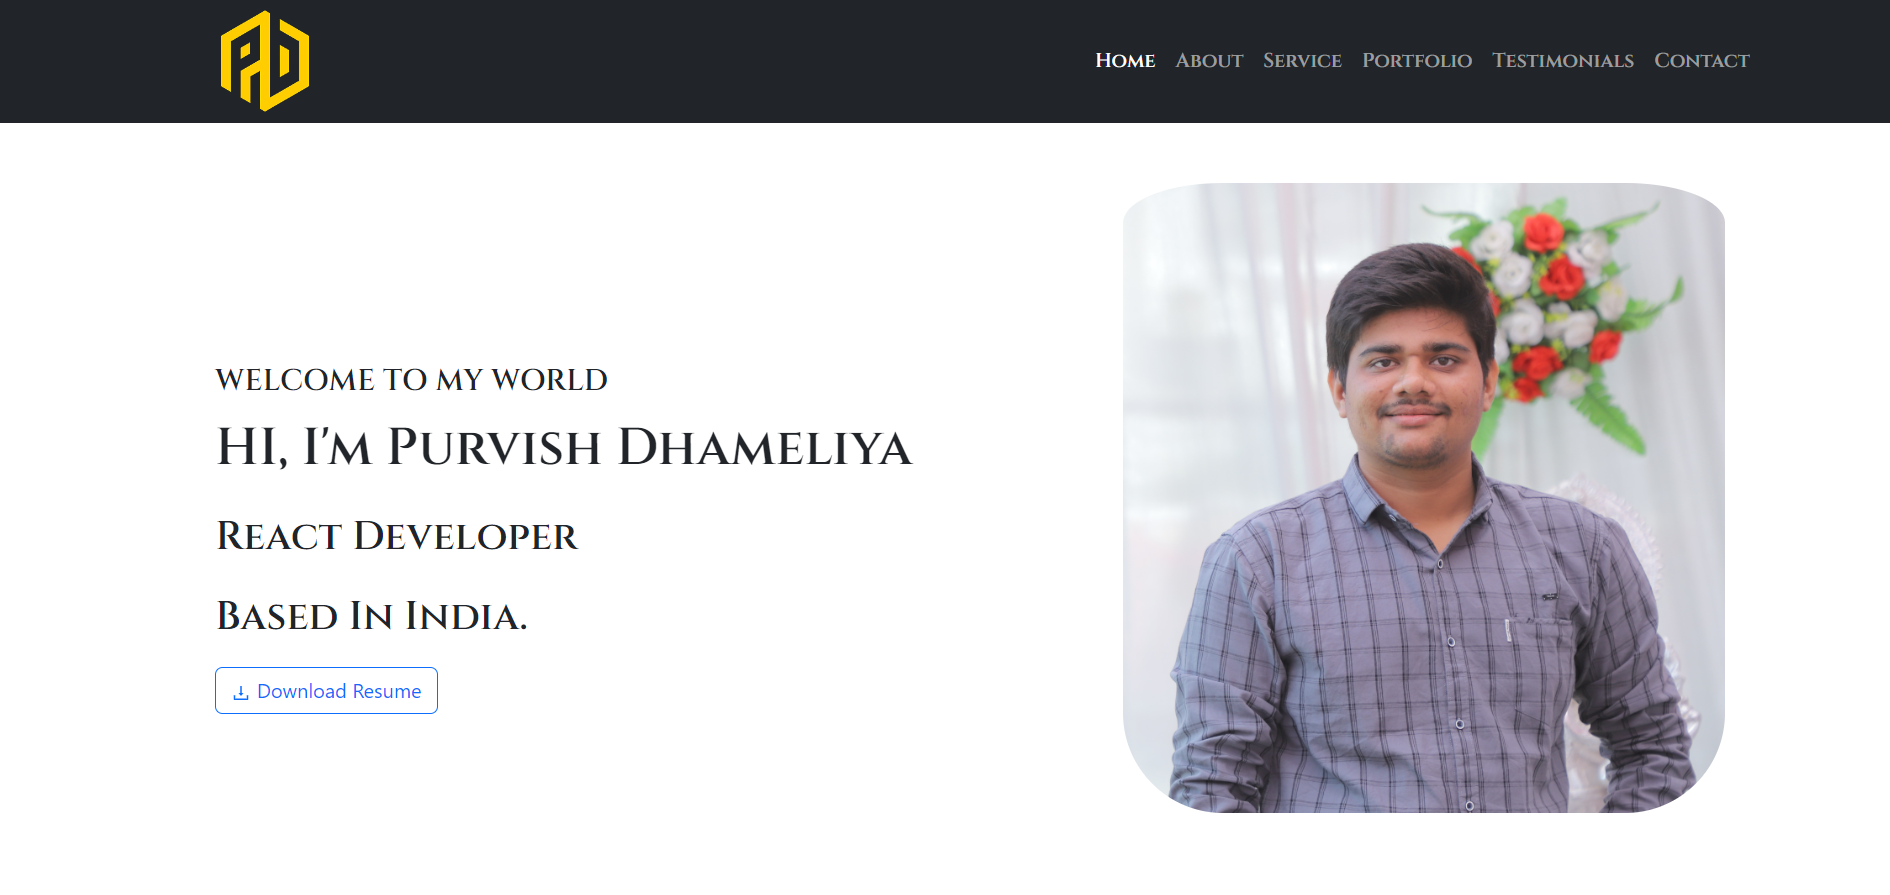 Home About Service Portfolio Testimonials Contact
WELCOME TO MY WORLD
HI, I'm Purvish Dhameliya
React Developer
Based In India.
Download Resume